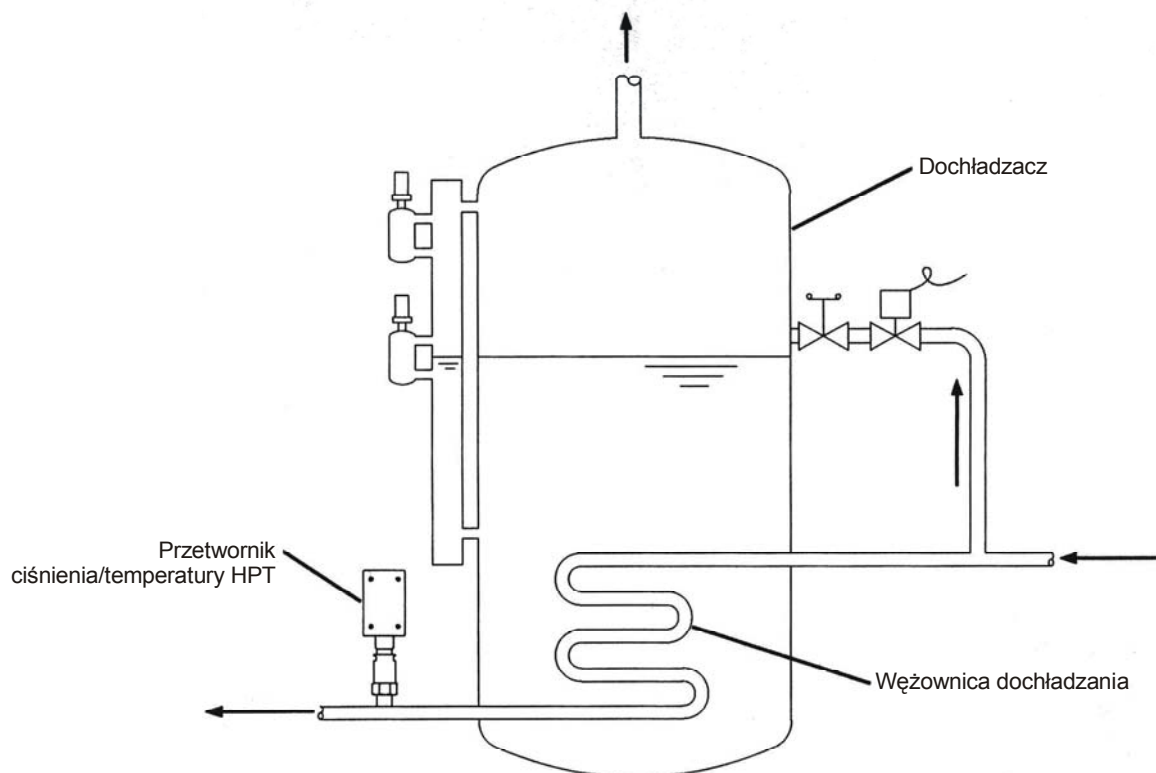 Dochładzacz
Przetwornik
ciśnienia/temperatury HPT
Wężownica dochładzania